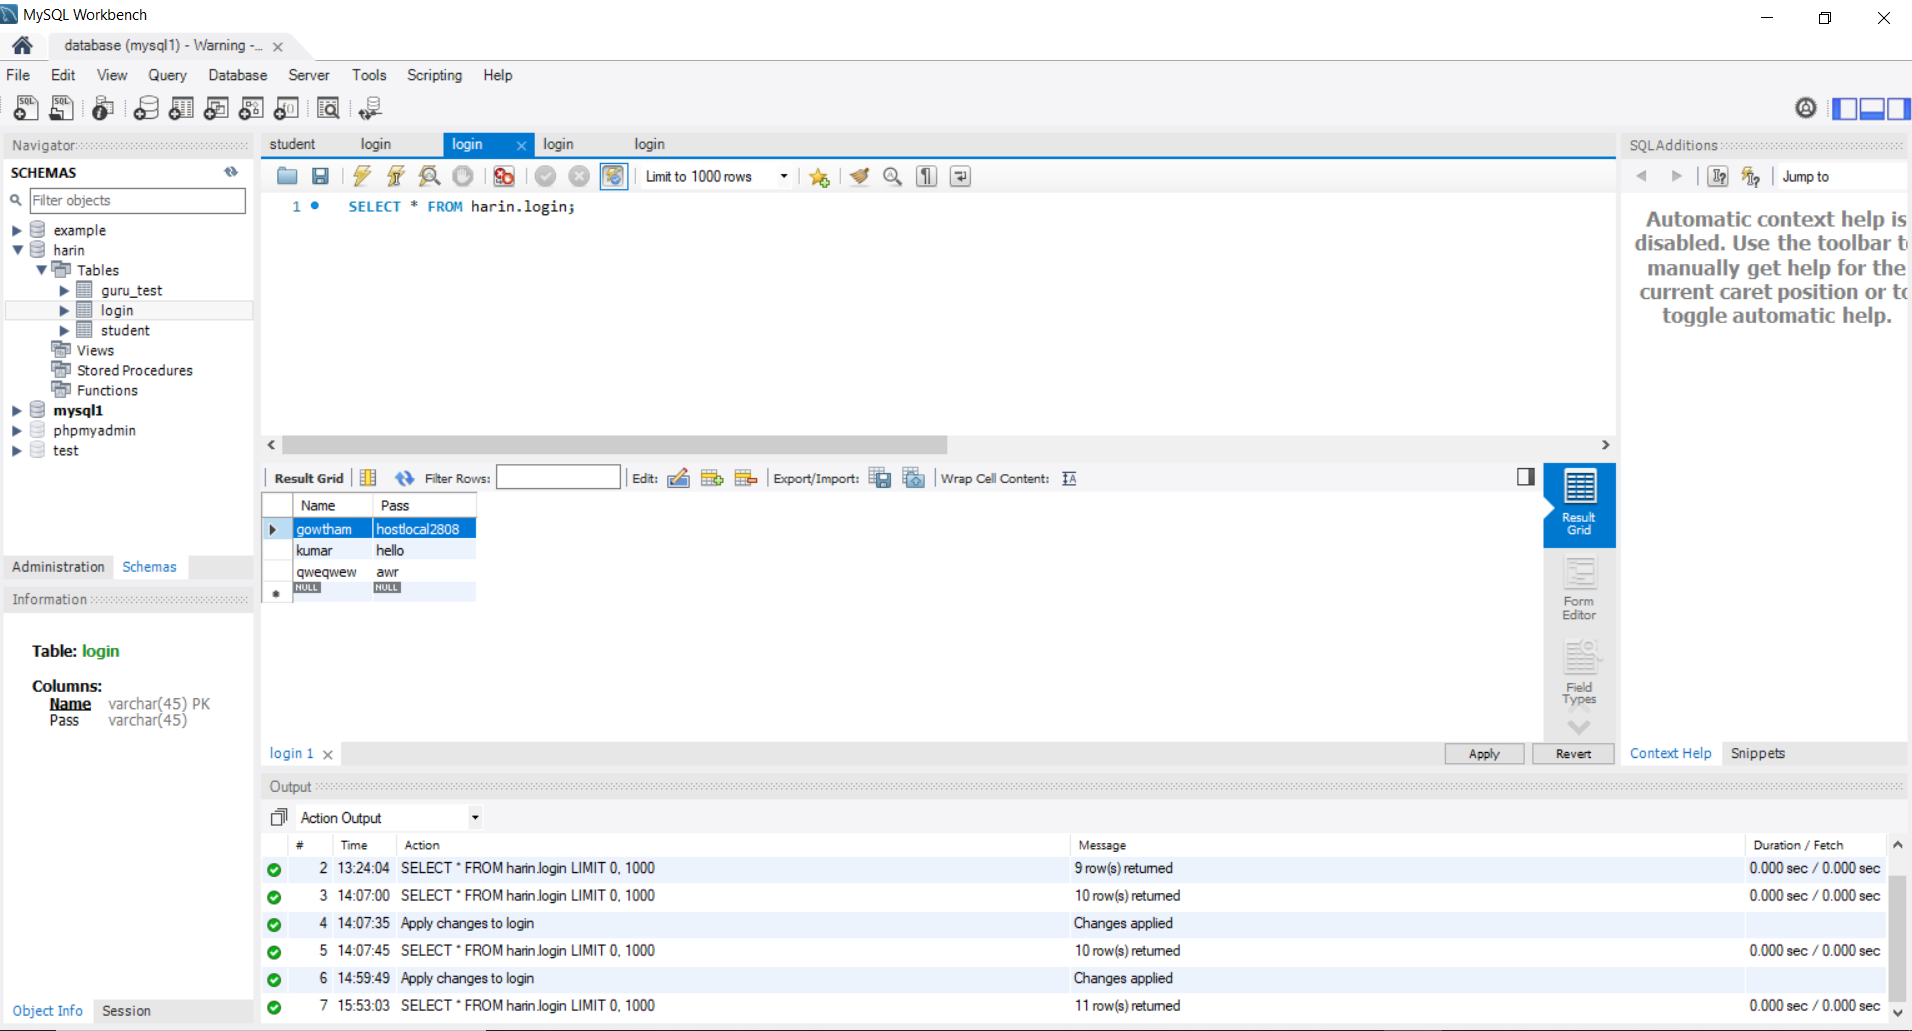 MySQL Workbench
database (mysql1) - Warning -...
File Edit View Query Database Server Tools Scripting Help
Navigator
SCHEMAS
Filter objects
example
harin
Tables
guru_test
login
student
Views
Stored Procedures
Functions
mysql1
phpmyadmin
test
Administration Schemas
Information
Table: login
Columns:
Name varchar(45) PK
Pass varchar(45)
Object Info Session
student login login login login
Limit to 1000 rows
1 SELECT * FROM harin.login;
Result Grid Filter Rows: Edit: Export/Import: Wrap Cell Content:
Name Pass
gowtham hostlocal2808
kumar hello
qweqwew awr
NULL NULL
Result Grid
Form Editor
Field Types
login 1 Apply Revert
SQLAdditions
Jump to
Automatic context help is
disabled. Use the toolbar t
manually get help for the
current caret position or to
toggle automatic help.
Context Help Snippets
Output
Action Output
# Time Action Message Duration / Fetch
2 13:24:04 SELECT * FROM harin.login LIMIT 0, 1000 9 row(s) returned 0.000 sec / 0.000 sec
3 14:07:00 SELECT * FROM harin.login LIMIT 0, 1000 10 row(s) returned 0.000 sec / 0.000 sec
4 14:07:35 Apply changes to login Changes applied
5 14:07:45 SELECT * FROM harin.login LIMIT 0, 1000 10 row(s) returned 0.000 sec / 0.000 sec
6 14:59:49 Apply changes to login Changes applied
7 15:53:03 SELECT * FROM harin.login LIMIT 0, 1000 11 row(s) returned 0.000 sec / 0.000 sec